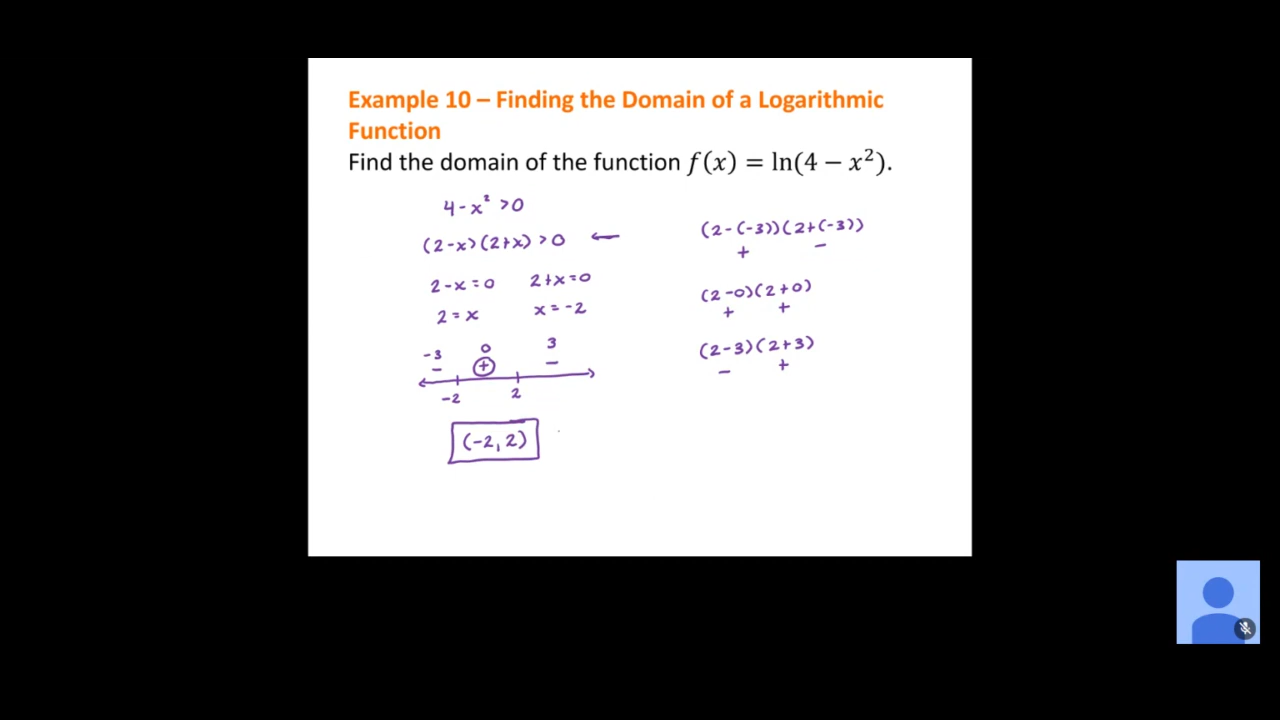 Example 10 – Finding the Domain of a Logarithmic
Function
Find the domain of the function f(x) = ln(4 − x²).
4-x² >0
(2-x)(2+x) >0 ←
2-x=0 2+x=0
2=x x=-2
-3 0 3
- + -
-2 2
(-2, 2)
(2-(-3))(2+(-3))
+ -
(2-0)(2+0)
+ +
(2-3)(2+3)
- +